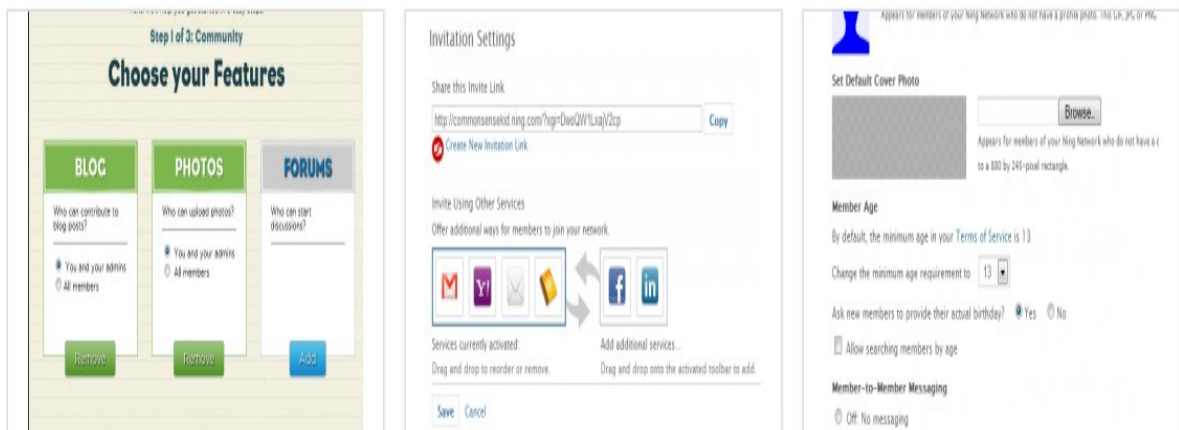 Step 1 of 3: Community
Choose your Features
BLOG
Who can contribute to
blog posts?
You and your admins
All members
Remove
PHOTOS
Who can upload photos?
You and your admins
All members
Remove
FORUMS
Who can start
discussions?
Add
Invitation Settings
Share this Invite Link
http://commonsensekid.ning.com/?xgi=DwoQW1LxajV2cp
Copy
Create New Invitation Link
Invite Using Other Services
Offer additional ways for members to join your network.
Y!
f
in
Services currently activated:
Drag and drop to reorder or remove.
Add additional services...
Drag and drop onto the activated toolbar to add.
Save Cancel
Appears for members of your Ning Network who do not have a profile photo. This GIF, JPG or PNG
Set Default Cover Photo
Browse..
Appears for members of your Ning Network who do not have a c
to a 880 by 240-pixel rectangle.
Member Age
By default, the minimum age in your Terms of Service is 13
Change the minimum age requirement to 13
Ask new members to provide their actual birthday? Yes No
Allow searching members by age
Member-to-Member Messaging
Off: No messaging